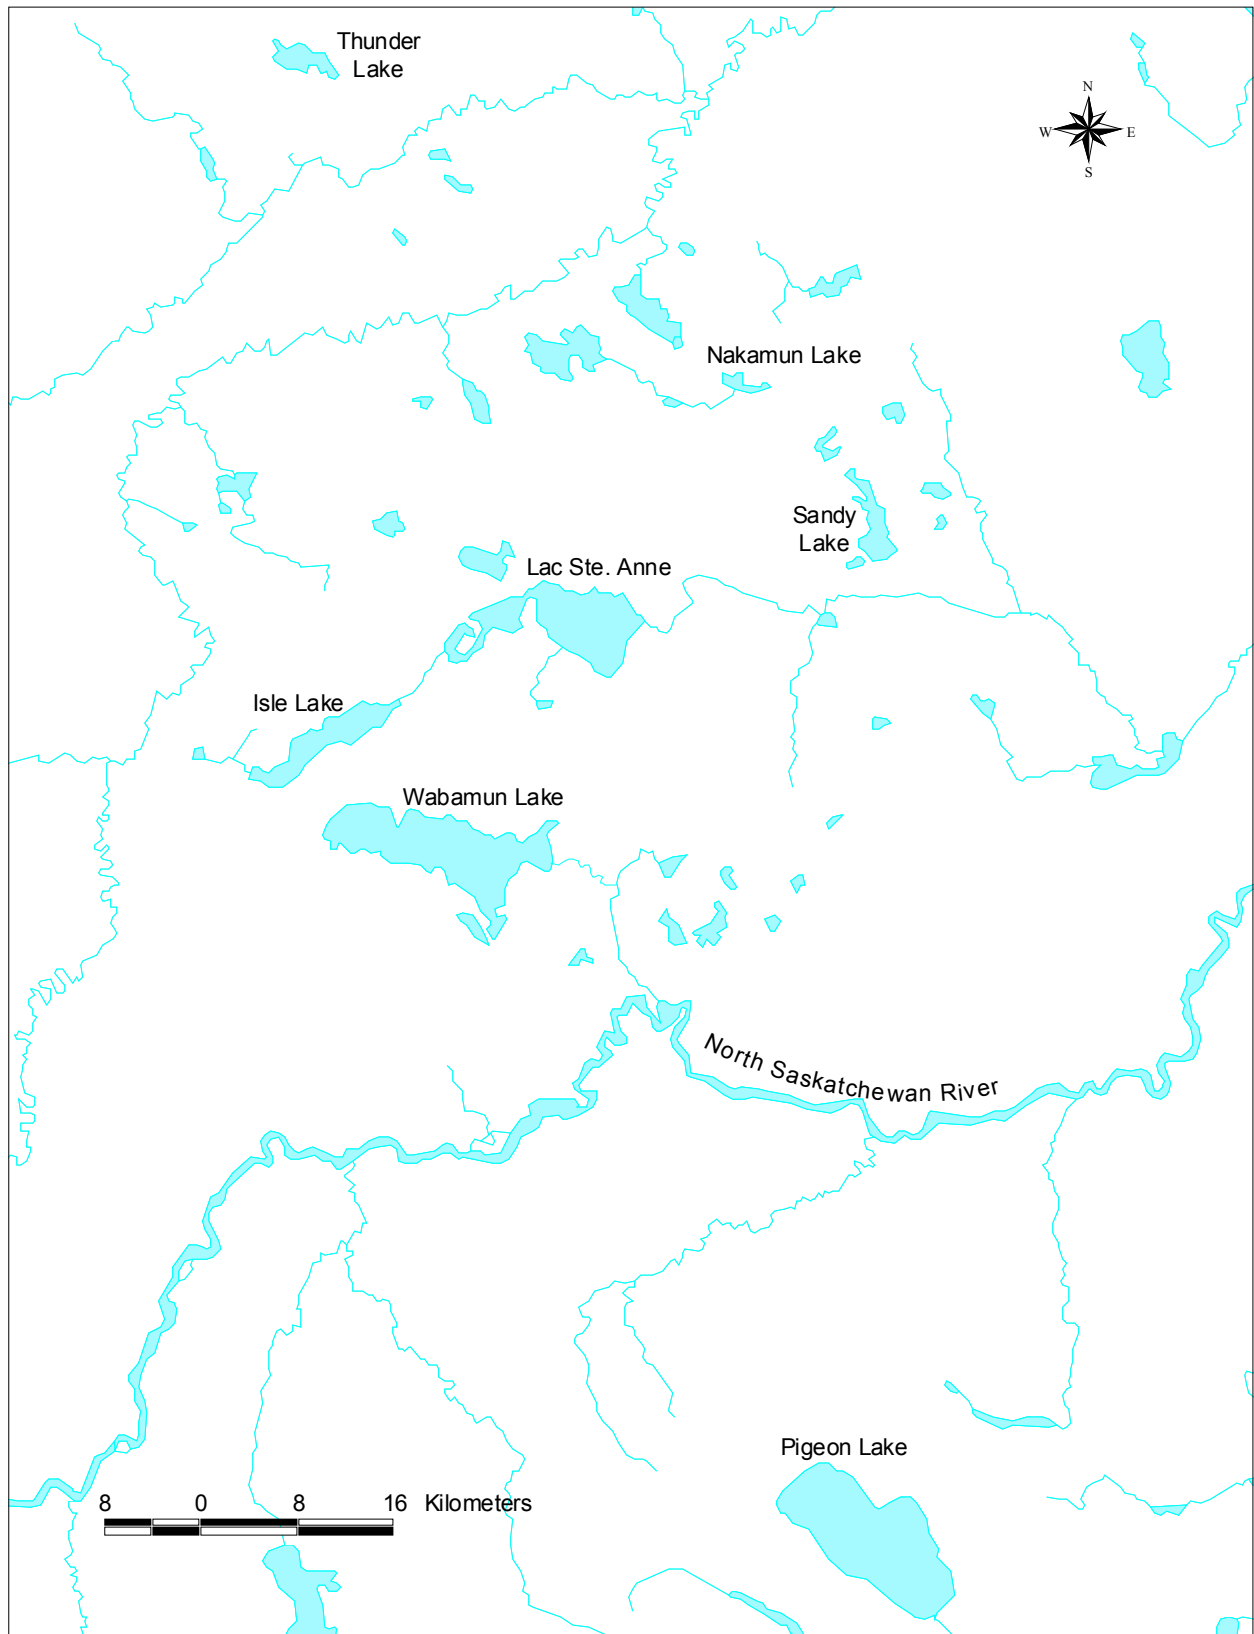 Thunder
Lake
N
W E
S
Nakamun Lake
Sandy
Lake
Lac Ste. Anne
Isle Lake
Wabamun Lake
North Saskatchewan River
Pigeon Lake
8 0 8 16 Kilometers